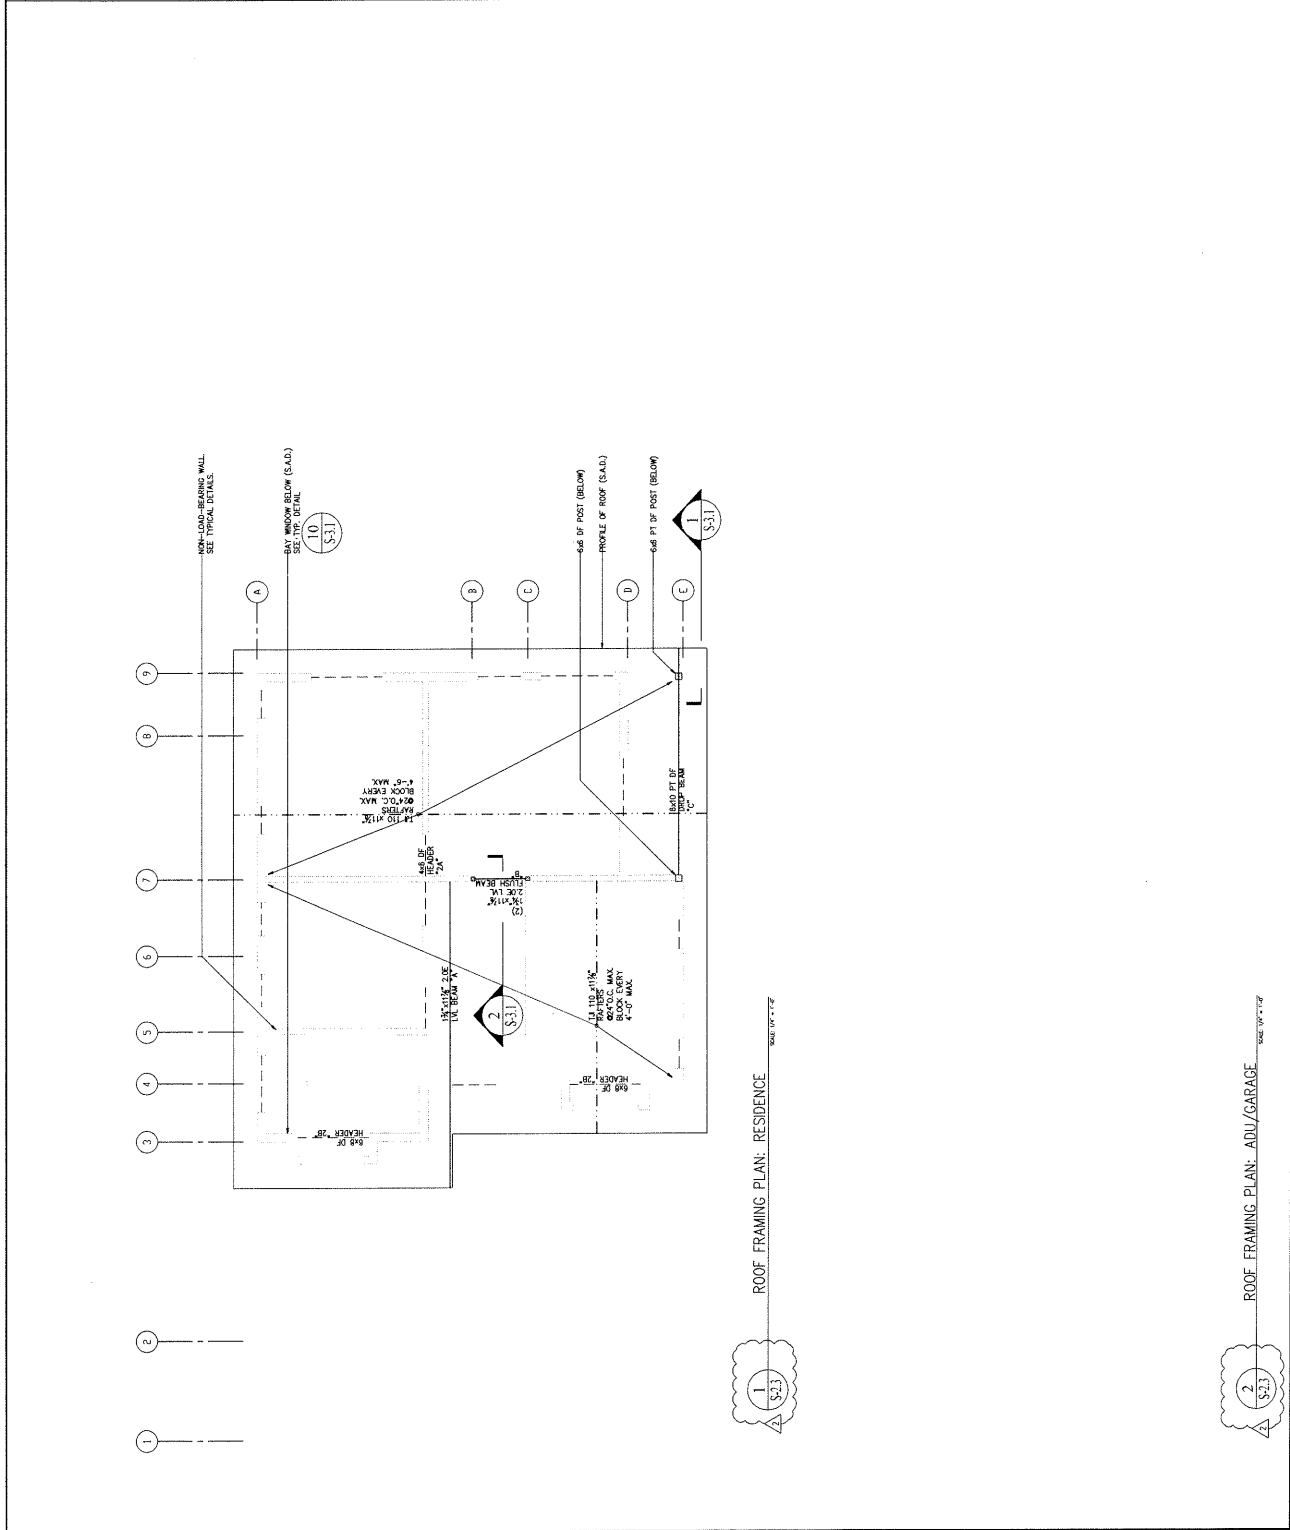 NON-LOAD-BEARING WALL.
SEE TYPICAL DETAILS.
BAY WINDOW BELOW (S.A.D.)
SEE TYP. DETAIL
10
S-3.1
6x6 DF POST (BELOW)
PROFILE OF ROOF (S.A.D.)
6x6 PT DF POST (BELOW)
1
S-3.1
A
B
C
D
E
9
8
7
6
5
4
3
2
1
TJI 110 x11⅞"
RAFTERS
@24"O.C. MAX.
BLOCK EVERY
4'-6" MAX.
4x6 DF
HEADER
"2A"
(2)
1¾"x11⅞"
2.0E LVL
FLUSH BEAM
6x10 PT DF
DROP BEAM
"C"
1¾"x11⅞" 2.0E
LVL BEAM "A"
2
S-3.1
TJI 110 x11⅞"
RAFTERS
@24"O.C. MAX.
BLOCK EVERY
4'-0" MAX.
6x8 DF
HEADER "2B"
6x8 DF
HEADER "2B"
1
S-2.3
2
ROOF FRAMING PLAN: RESIDENCE
2
S-2.3
2
ROOF FRAMING PLAN: ADU/GARAGE